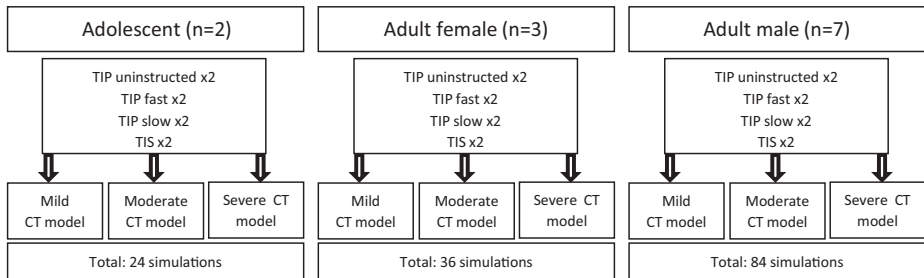 Adolescent (n=2)
TIP uninstructed x2
TIP fast x2
TIP slow x2
TIS x2
Mild
CT model
Moderate
CT model
Severe CT
model
Total: 24 simulations
Adult female (n=3)
TIP uninstructed x2
TIP fast x2
TIP slow x2
TIS x2
Mild
CT model
Moderate
CT model
Severe CT
model
Total: 36 simulations
Adult male (n=7)
TIP uninstructed x2
TIP fast x2
TIP slow x2
TIS x2
Mild
CT model
Moderate
CT model
Severe CT
model
Total: 84 simulations